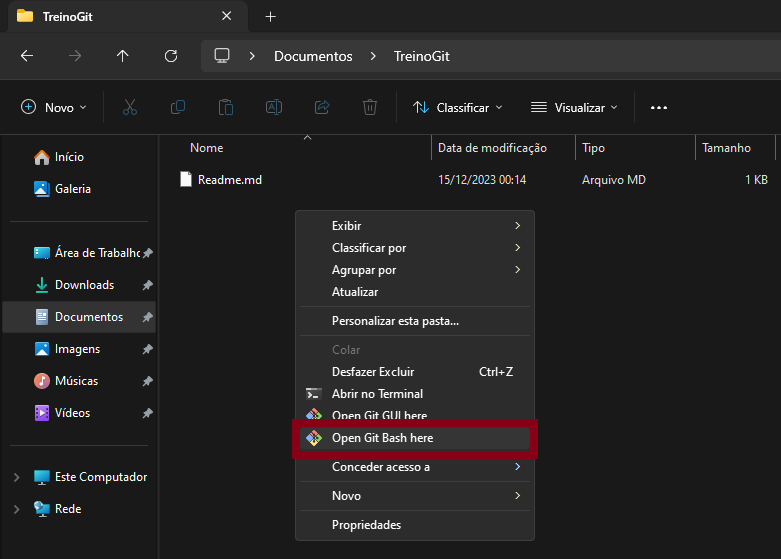 TreinoGit
Documentos > TreinoGit
Novo
Classificar
Visualizar
Início
Galeria
Área de Trabalho
Downloads
Documentos
Imagens
Músicas
Vídeos
Este Computador
Rede
Nome Data de modificação Tipo Tamanho
Readme.md 15/12/2023 00:14 Arquivo MD 1 KB
Exibir
Classificar por
Agrupar por
Atualizar
Personalizar esta pasta...
Colar
Desfazer Excluir Ctrl+Z
Abrir no Terminal
Open Git GUI here
Open Git Bash here
Conceder acesso a
Novo
Propriedades